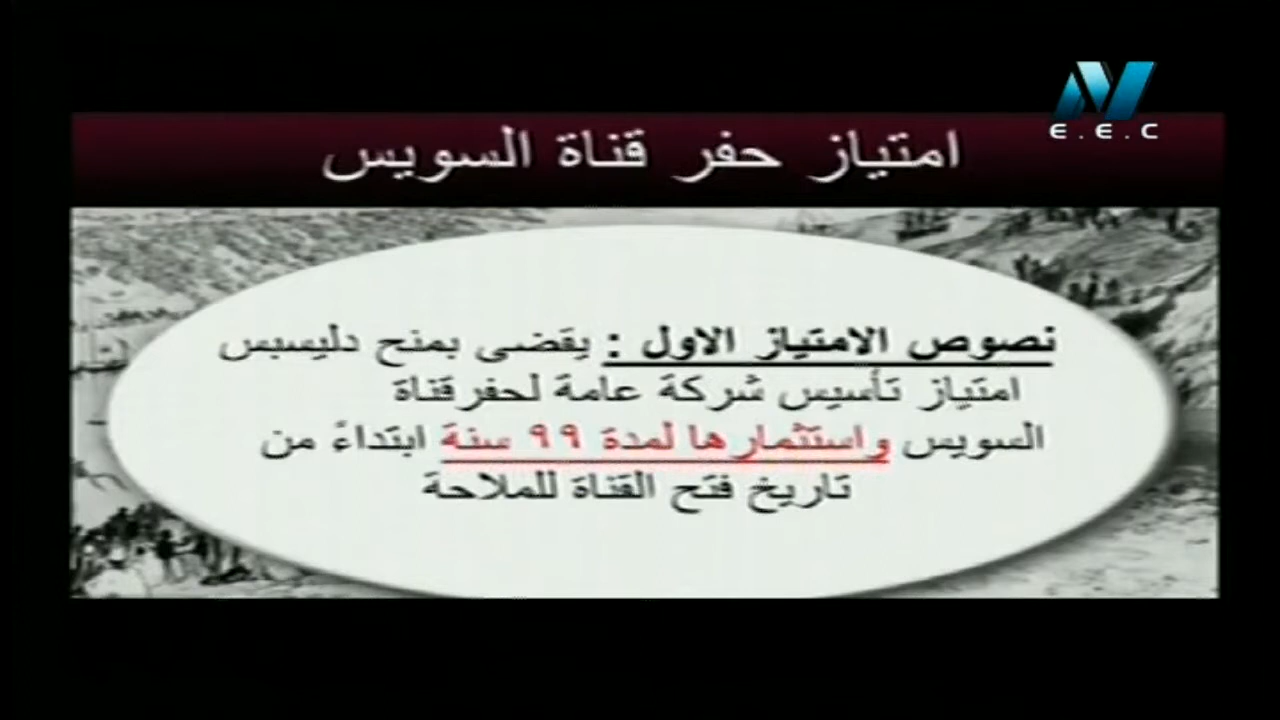 E.E.C
امتياز حفر قناة السويس
نصوص الامتياز الاول : يقضى بمنح دليسبس
امتياز تأسيس شركة عامة لحفرقناة
السويس واستثمارها لمدة ٩٩ سنة ابتداءً من
تاريخ فتح القناة للملاحة